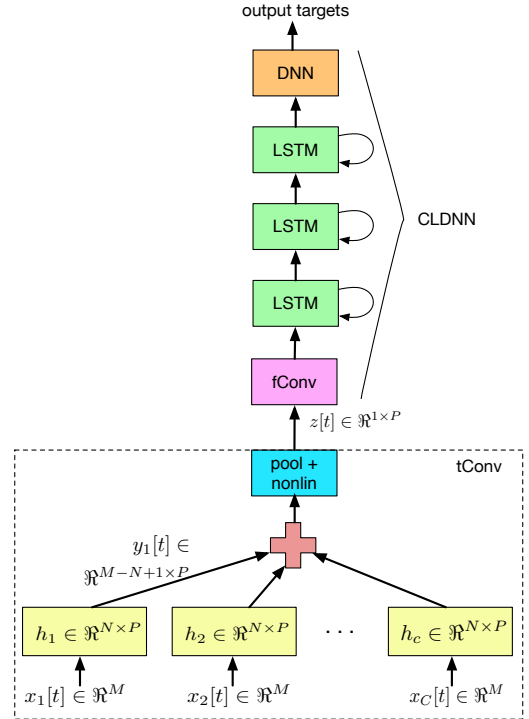 output targets
DNN
LSTM
LSTM
CLDNN
LSTM
fConv
z[t] ∈ ℜ^{1×P}
tConv
pool +
nonlin
y_1[t] ∈
ℜ^{M−N+1×P}
h_1 ∈ ℜ^{N×P}
h_2 ∈ ℜ^{N×P}
· · ·
h_c ∈ ℜ^{N×P}
x_1[t] ∈ ℜ^M
x_2[t] ∈ ℜ^M
x_C[t] ∈ ℜ^M